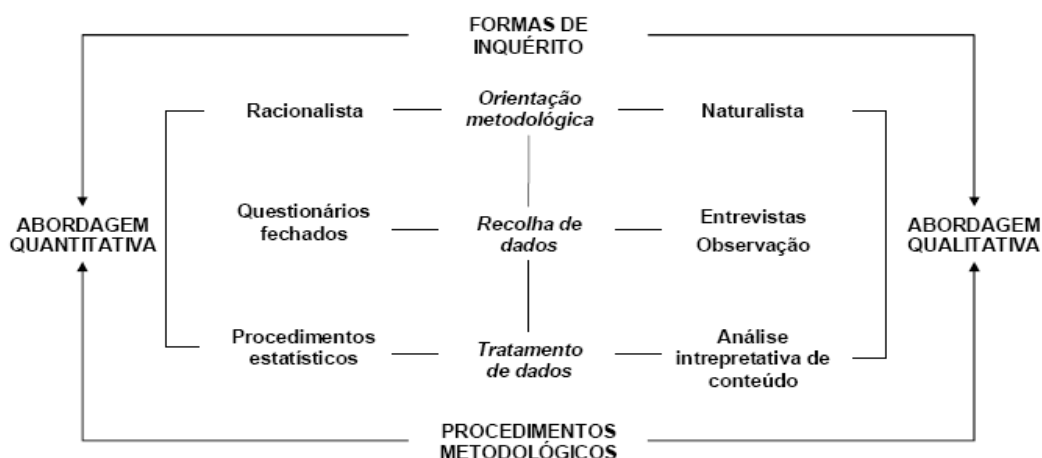 FORMAS DE
INQUÉRITO
Racionalista
Orientação
metodológica
Naturalista
ABORDAGEM
QUANTITATIVA
Questionários
fechados
Recolha de
dados
Entrevistas
Observação
ABORDAGEM
QUALITATIVA
Procedimentos
estatísticos
Tratamento
de dados
Análise
intrepretativa de
conteúdo
PROCEDIMENTOS
METODOLÓGICOS